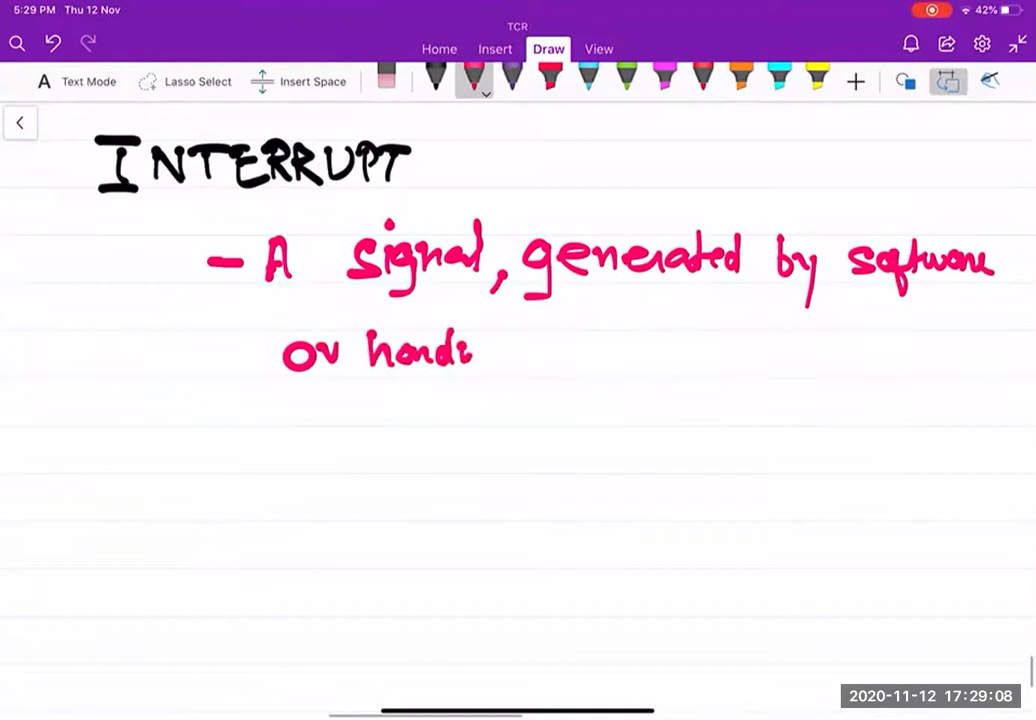 5:29 PM Thu 12 Nov
42%
TCR
Home Insert Draw View
A Text Mode Lasso Select Insert Space
INTERRUPT
- A signal, generated by software
or
2020-11-12 17:29:08